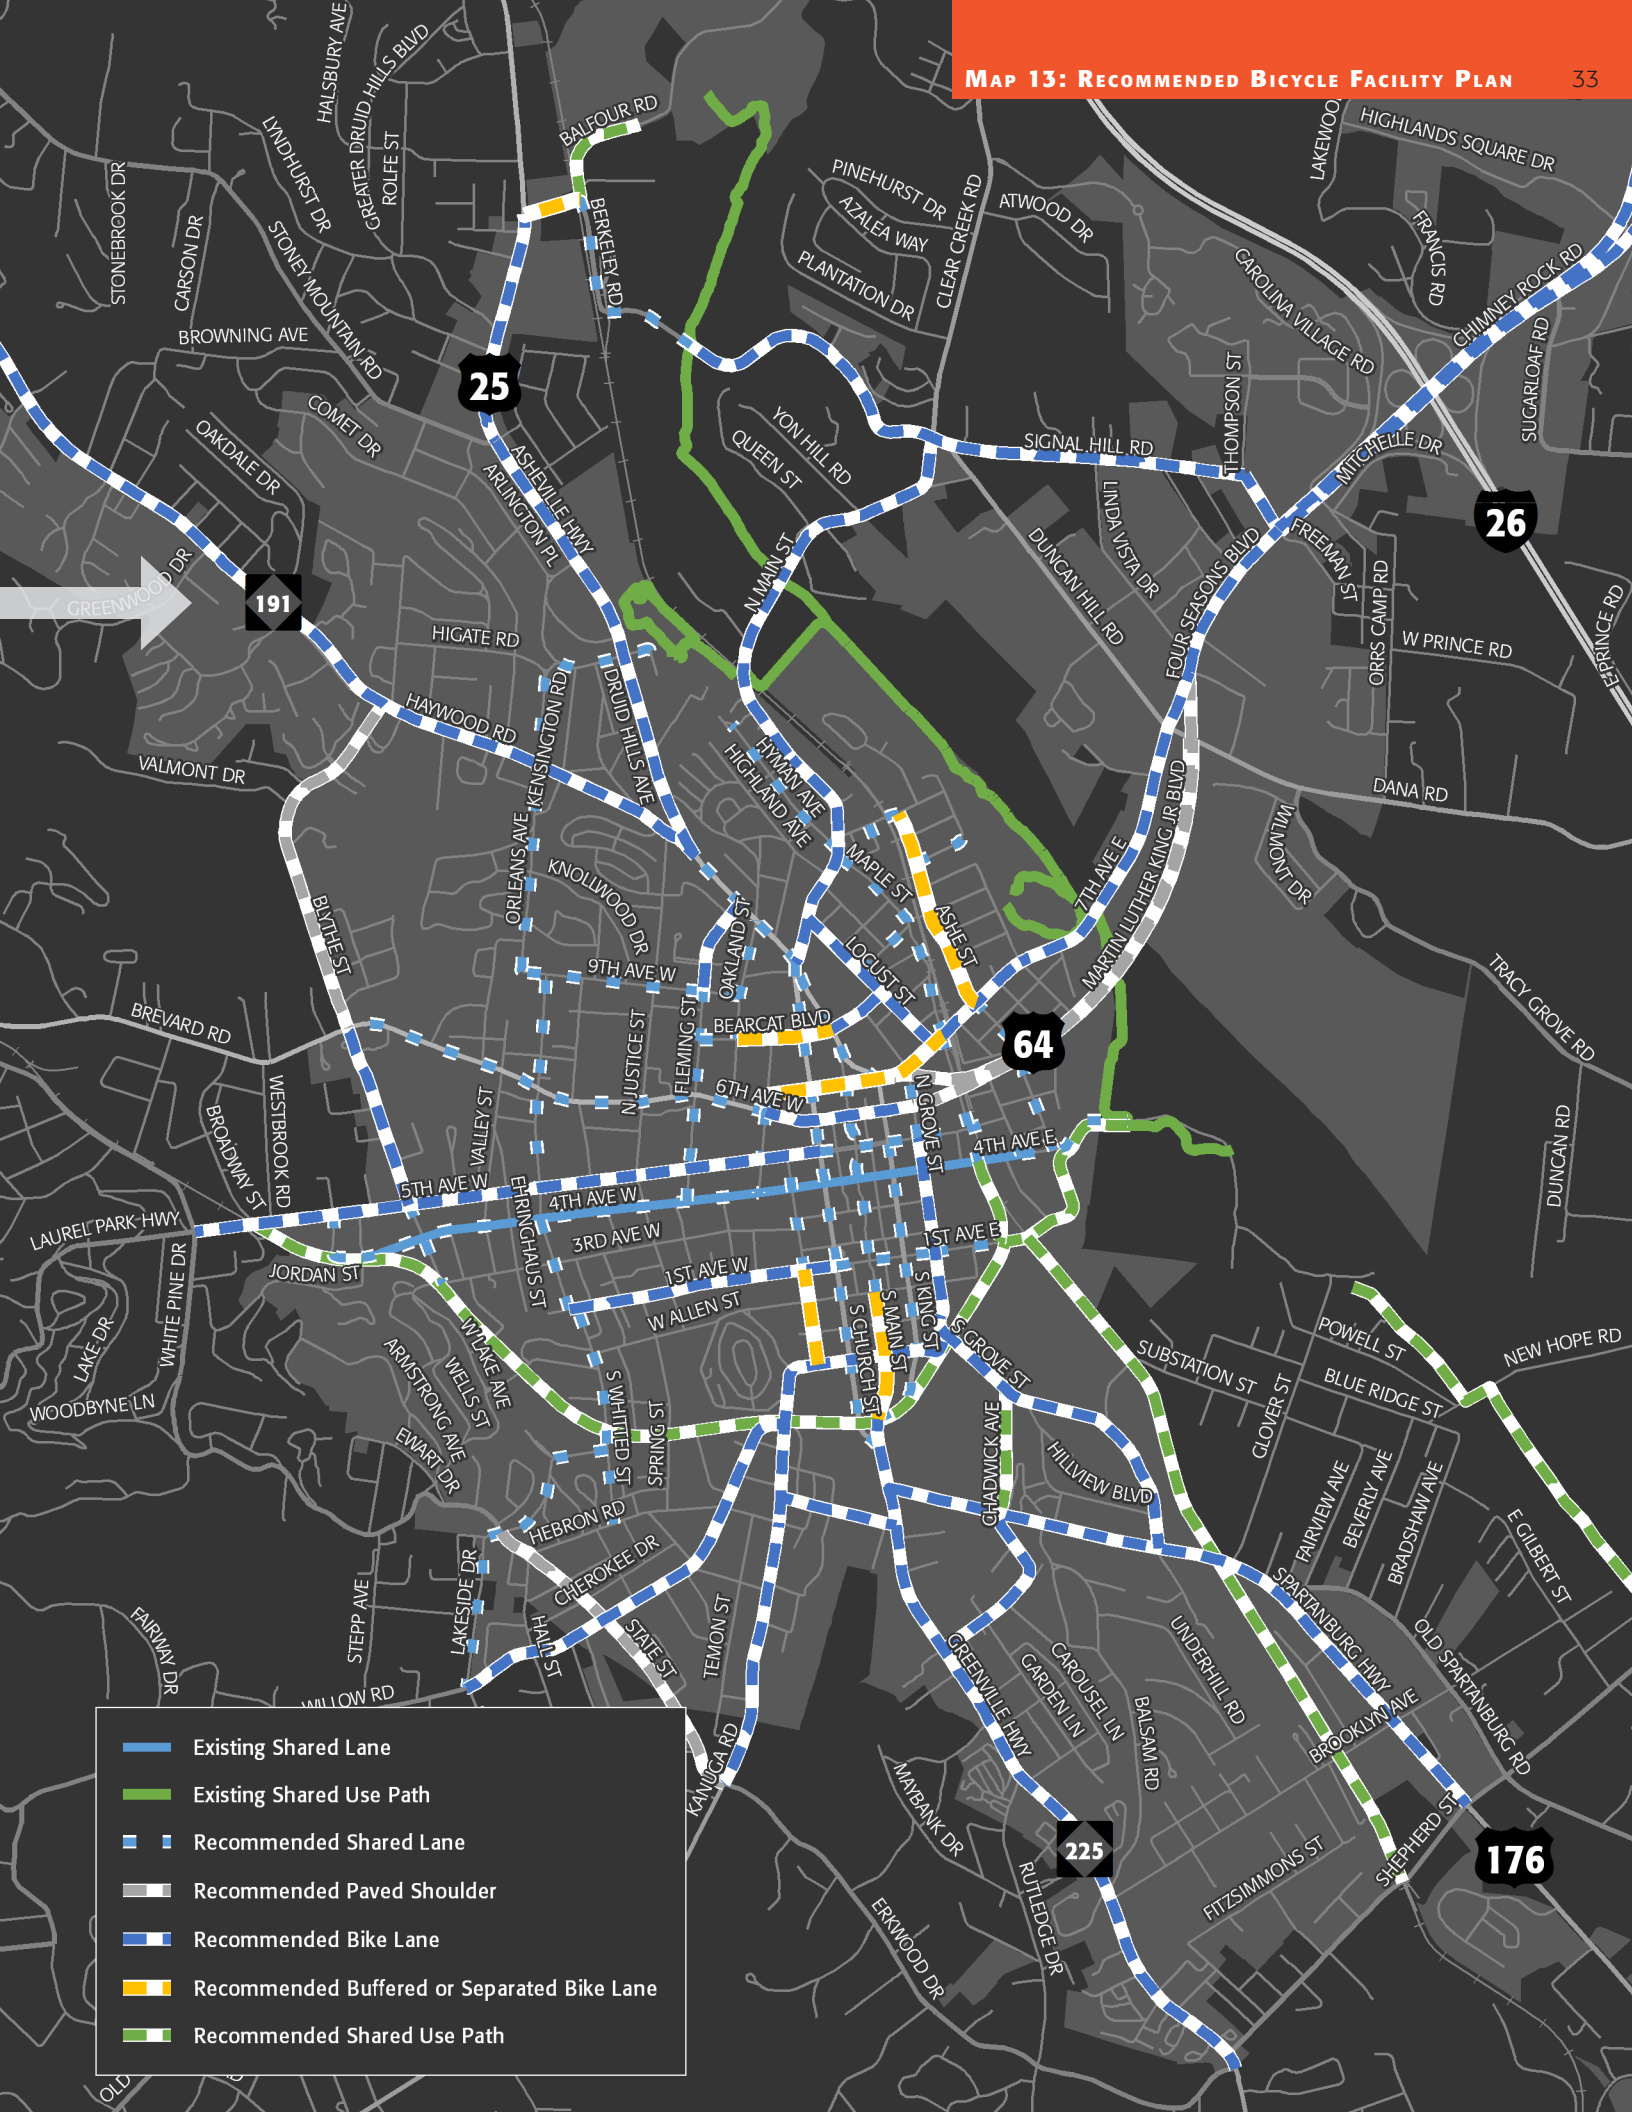 MAP 13: RECOMMENDED BICYCLE FACILITY PLAN
33
HALSBURY AVE
GREATER DRUID HILLS BLVD
ROLFE ST
LYNDHURST DR
STONEBROOK DR
CARSON DR
STONEY MOUNTAIN RD
BROWNING AVE
BALFOUR RD
BERKELEY RD
PINEHURST DR
AZALEA WAY
PLANTATION DR
CLEAR CREEK RD
ATWOOD DR
HIGHLANDS SQUARE DR
FRANCIS RD
CAROLINA VILLAGE RD
CHIMNEY ROCK RD
SUGARLOAF RD
THOMPSON ST
MITCHELLE DR
25
COMET DR
OAKDALE DR
ASHEVILLE HWY
ARLINGTON PL
YON HILL RD
QUEEN ST
SIGNAL HILL RD
LINDA VISTA DR
DUNCAN HILL RD
FREEMAN ST
ORRS CAMP RD
W PRINCE RD
E PRINCE RD
26
FOUR SEASONS BLVD
N MAIN ST
GREENWOOD DR
191
HIGATE RD
HAYWOOD RD
KENSINGTON RD
DRUID HILLS AVE
HYMAN AVE
HIGHLAND AVE
VALMONT DR
DANA RD
WILMONT DR
MAPLE ST
ASHE ST
7TH AVE E
MARTIN LUTHER KING JR BLVD
ORLEANS AVE
KNOLLWOOD DR
BLYTHE ST
OAKLAND ST
LOCUST ST
9TH AVE W
BEARCAT BLVD
64
TRACY GROVE RD
BREVARD RD
N JUSTICE ST
FLEMING ST
6TH AVE W
N GROVE ST
4TH AVE E
WESTBROOK RD
BROADWAY ST
VALLEY ST
DUNCAN RD
5TH AVE W
4TH AVE W
LAUREL PARK HWY
EHRINGHAUS ST
3RD AVE W
1ST AVE E
WHITE PINE DR
JORDAN ST
1ST AVE W
W ALLEN ST
S CHURCH ST
S MAIN ST
S KING ST
S GROVE ST
LAKE DR
WOODBYNE LN
W LAKE AVE
WELLS ST
ARMSTRONG AVE
EWART DR
S WHITTED ST
SPRING ST
CHADWICK AVE
HILLVIEW BLVD
SUBSTATION ST
POWELL ST
NEW HOPE RD
BLUE RIDGE ST
GLOVER ST
FAIRVIEW AVE
BEVERLY AVE
BRADSHAW AVE
E GILBERT ST
HEBRON RD
CHEROKEE DR
LAKESIDE DR
STEPP AVE
FAIRWAY DR
HALL ST
STATE ST
TEMON ST
WILLOW RD
KANUGA RD
GREENVILLE HWY
GARDEN LN
CAROUSEL LN
BALSAM RD
UNDERHILL RD
SPARTANBURG HWY
OLD SPARTANBURG RD
BROOKLYN AVE
SHEPHERD ST
176
MAYBANK DR
225
RUTLEDGE DR
ERKWOOD DR
FITZSIMMONS ST
Existing Shared Lane
Existing Shared Use Path
Recommended Shared Lane
Recommended Paved Shoulder
Recommended Bike Lane
Recommended Buffered or Separated Bike Lane
Recommended Shared Use Path
OLD